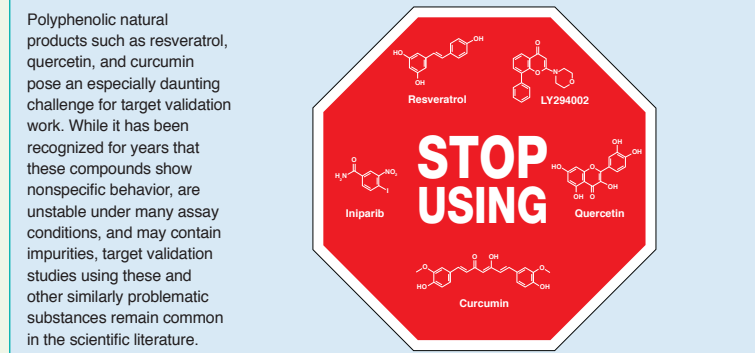 Polyphenolic natural
products such as resveratrol,
quercetin, and curcumin
pose an especially daunting
challenge for target validation
work. While it has been
recognized for years that
these compounds show
nonspecific behavior, are
unstable under many assay
conditions, and may contain
impurities, target validation
studies using these and
other similarly problematic
substances remain common
in the scientific literature.
HO
OH
OH
Resveratrol
O
O
N
O
LY294002
STOP
USING
O
H₂N
NO₂
I
Iniparib
OH
OH
HO
O
OH
OH
O
Quercetin
O
OH
O
O
HO
OH
Curcumin